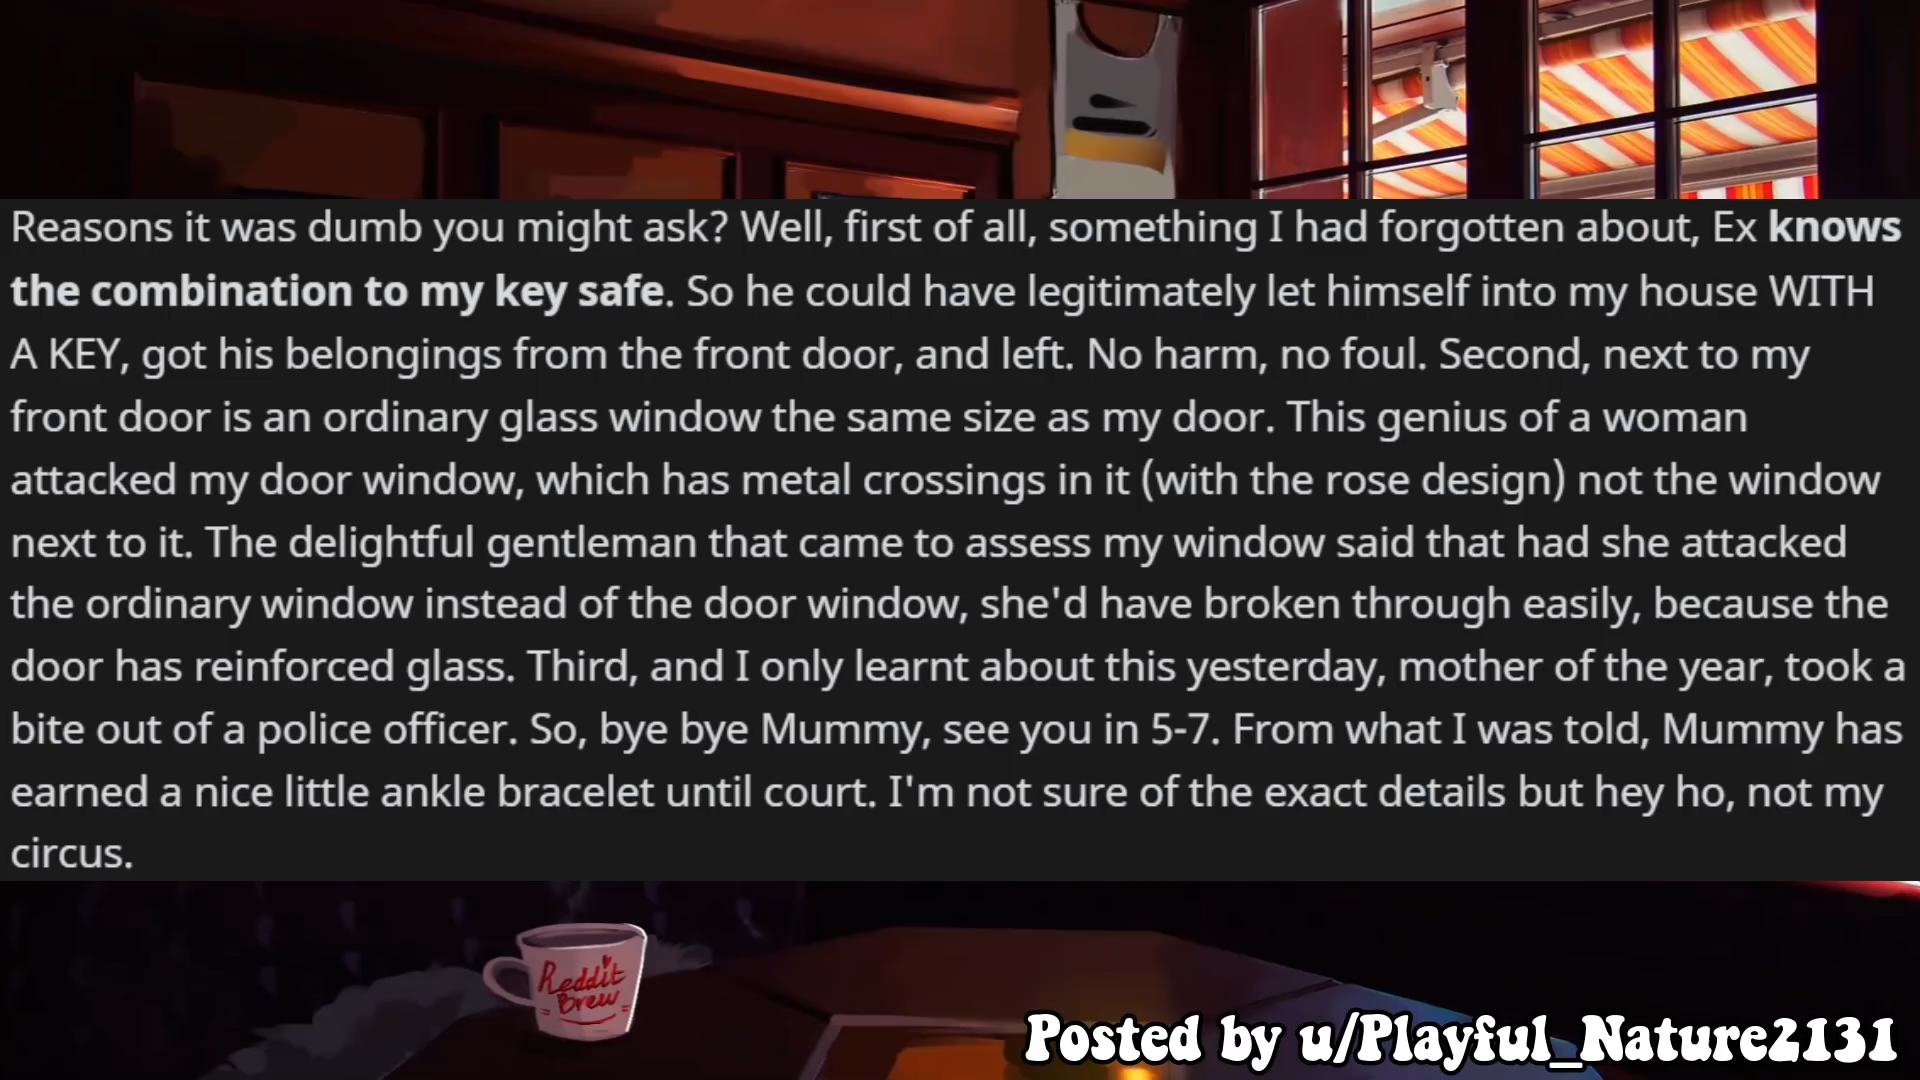 Reasons it was dumb you might ask? Well, first of all, something I had forgotten about, Ex knows
the combination to my key safe. So he could have legitimately let himself into my house WITH
A KEY, got his belongings from the front door, and left. No harm, no foul. Second, next to my
front door is an ordinary glass window the same size as my door. This genius of a woman
attacked my door window, which has metal crossings in it (with the rose design) not the window
next to it. The delightful gentleman that came to assess my window said that had she attacked
the ordinary window instead of the door window, she'd have broken through easily, because the
door has reinforced glass. Third, and I only learnt about this yesterday, mother of the year, took a
bite out of a police officer. So, bye bye Mummy, see you in 5-7. From what I was told, Mummy has
earned a nice little ankle bracelet until court. I'm not sure of the exact details but hey ho, not my
circus.
Reddit
Brew
Posted by u/Playful_Nature2131